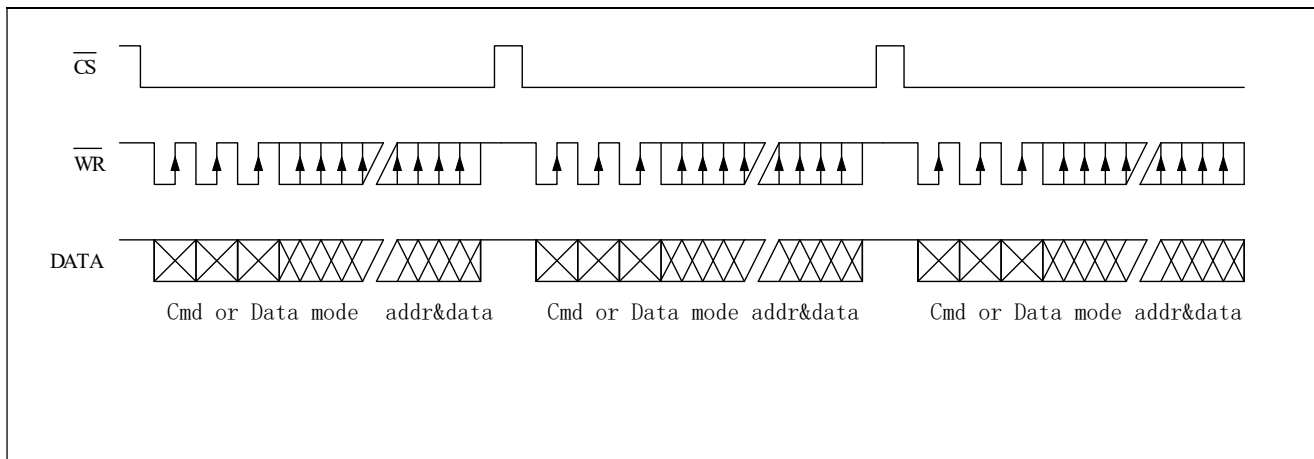 CS
WR
DATA
Cmd or Data mode addr&data Cmd or Data mode addr&data Cmd or Data mode addr&data